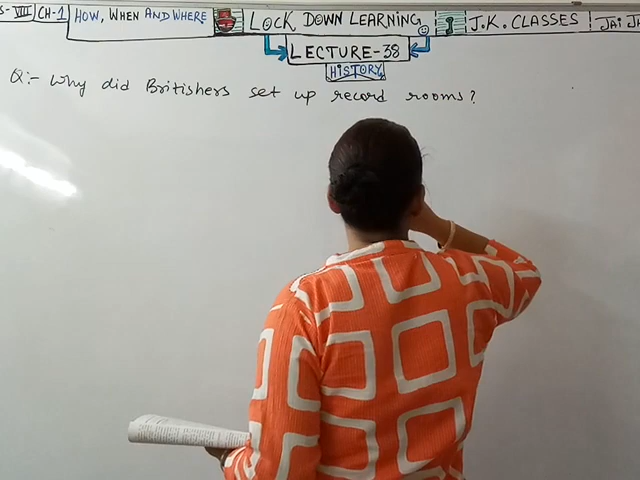 S-VIII CH-1 HOW, WHEN AND WHERE LOCK DOWN LEARNING J.K. CLASSES JAI
LECTURE-38
HISTORY
Q:- Why did Britishers set up record rooms?